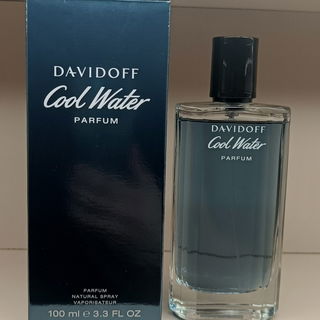 DAVIDOFF
Cool Water
PARFUM
PARFUM
NATURAL SPRAY
VAPORISATEUR
100 ml ℮ 3.3 FL OZ
DAVIDOFF
Cool Water
PARFUM